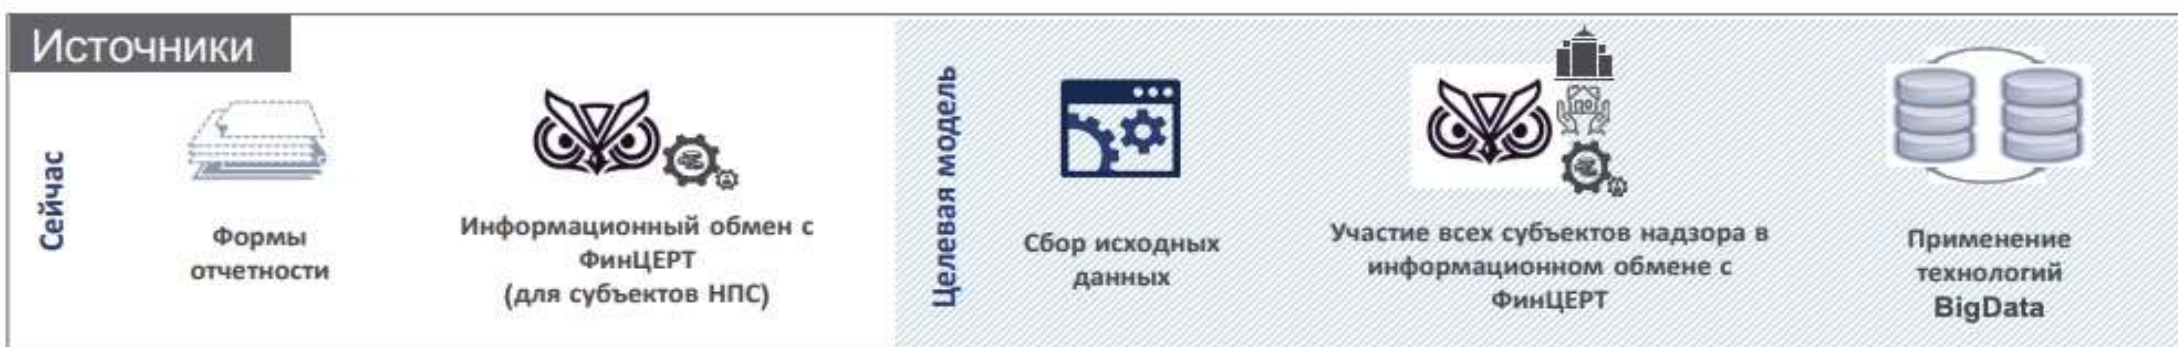 Источники
Сейчас
Формы
отчетности
Информационный обмен с
ФинЦЕРТ
(для субъектов НПС)
Целевая модель
Сбор исходных
данных
Участие всех субъектов надзора в
информационном обмене с
ФинЦЕРТ
Применение
технологий
BigData